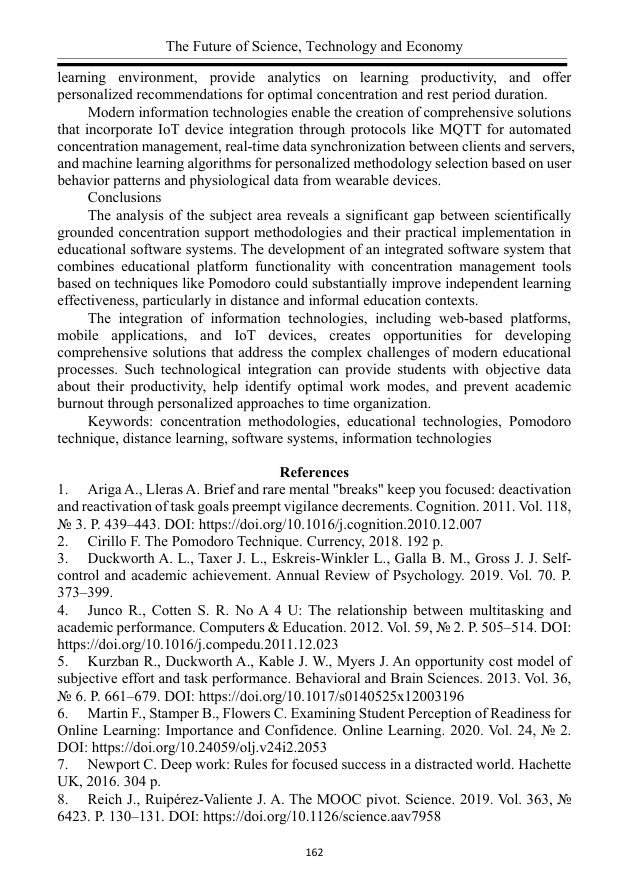 The Future of Science, Technology and Economy
learning environment, provide analytics on learning productivity, and offer
personalized recommendations for optimal concentration and rest period duration.
Modern information technologies enable the creation of comprehensive solutions
that incorporate IoT device integration through protocols like MQTT for automated
concentration management, real-time data synchronization between clients and servers,
and machine learning algorithms for personalized methodology selection based on user
behavior patterns and physiological data from wearable devices.
Conclusions
The analysis of the subject area reveals a significant gap between scientifically
grounded concentration support methodologies and their practical implementation in
educational software systems. The development of an integrated software system that
combines educational platform functionality with concentration management tools
based on techniques like Pomodoro could substantially improve independent learning
effectiveness, particularly in distance and informal education contexts.
The integration of information technologies, including web-based platforms,
mobile applications, and IoT devices, creates opportunities for developing
comprehensive solutions that address the complex challenges of modern educational
processes. Such technological integration can provide students with objective data
about their productivity, help identify optimal work modes, and prevent academic
burnout through personalized approaches to time organization.
Keywords: concentration methodologies, educational technologies, Pomodoro
technique, distance learning, software systems, information technologies
References
1. Ariga A., Lleras A. Brief and rare mental "breaks" keep you focused: deactivation
and reactivation of task goals preempt vigilance decrements. Cognition. 2011. Vol. 118,
№ 3. P. 439–443. DOI: https://doi.org/10.1016/j.cognition.2010.12.007
2. Cirillo F. The Pomodoro Technique. Currency, 2018. 192 p.
3. Duckworth A. L., Taxer J. L., Eskreis-Winkler L., Galla B. M., Gross J. J. Self-
control and academic achievement. Annual Review of Psychology. 2019. Vol. 70. P.
373–399.
4. Junco R., Cotten S. R. No A 4 U: The relationship between multitasking and
academic performance. Computers & Education. 2012. Vol. 59, № 2. P. 505–514. DOI:
https://doi.org/10.1016/j.compedu.2011.12.023
5. Kurzban R., Duckworth A., Kable J. W., Myers J. An opportunity cost model of
subjective effort and task performance. Behavioral and Brain Sciences. 2013. Vol. 36,
№ 6. P. 661–679. DOI: https://doi.org/10.1017/s0140525x12003196
6. Martin F., Stamper B., Flowers C. Examining Student Perception of Readiness for
Online Learning: Importance and Confidence. Online Learning. 2020. Vol. 24, № 2.
DOI: https://doi.org/10.24059/olj.v24i2.2053
7. Newport C. Deep work: Rules for focused success in a distracted world. Hachette
UK, 2016. 304 p.
8. Reich J., Ruipérez-Valiente J. A. The MOOC pivot. Science. 2019. Vol. 363, №
6423. P. 130–131. DOI: https://doi.org/10.1126/science.aav7958
162